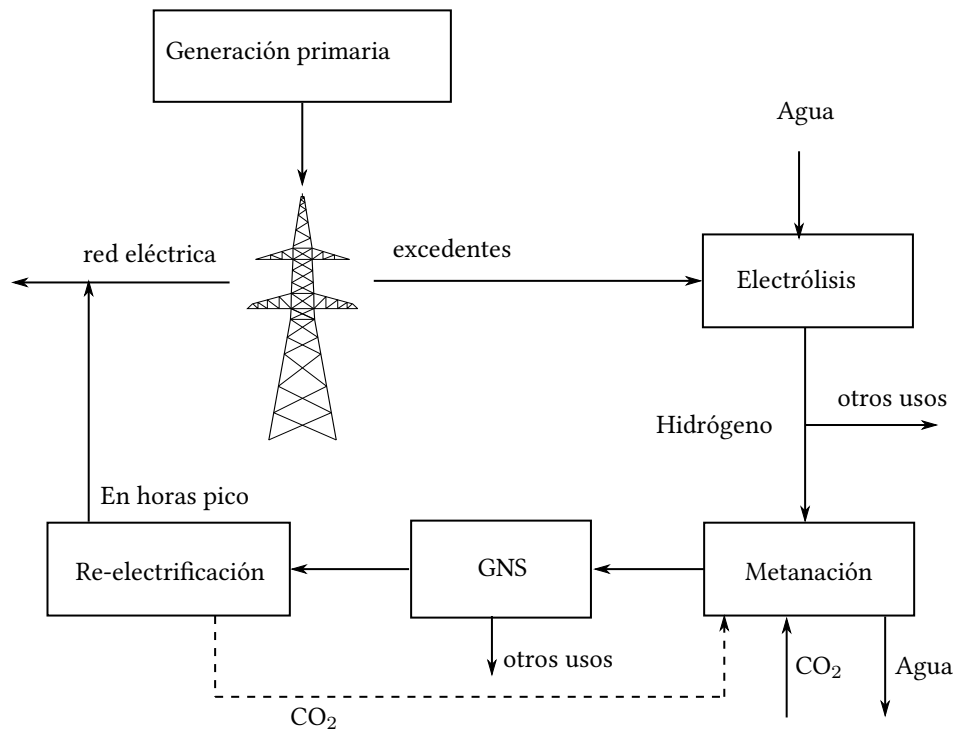 Generación primaria
Agua
red eléctrica
excedentes
Electrólisis
otros usos
Hidrógeno
En horas pico
Re-electrificación
GNS
Metanación
otros usos
CO₂
Agua
CO₂